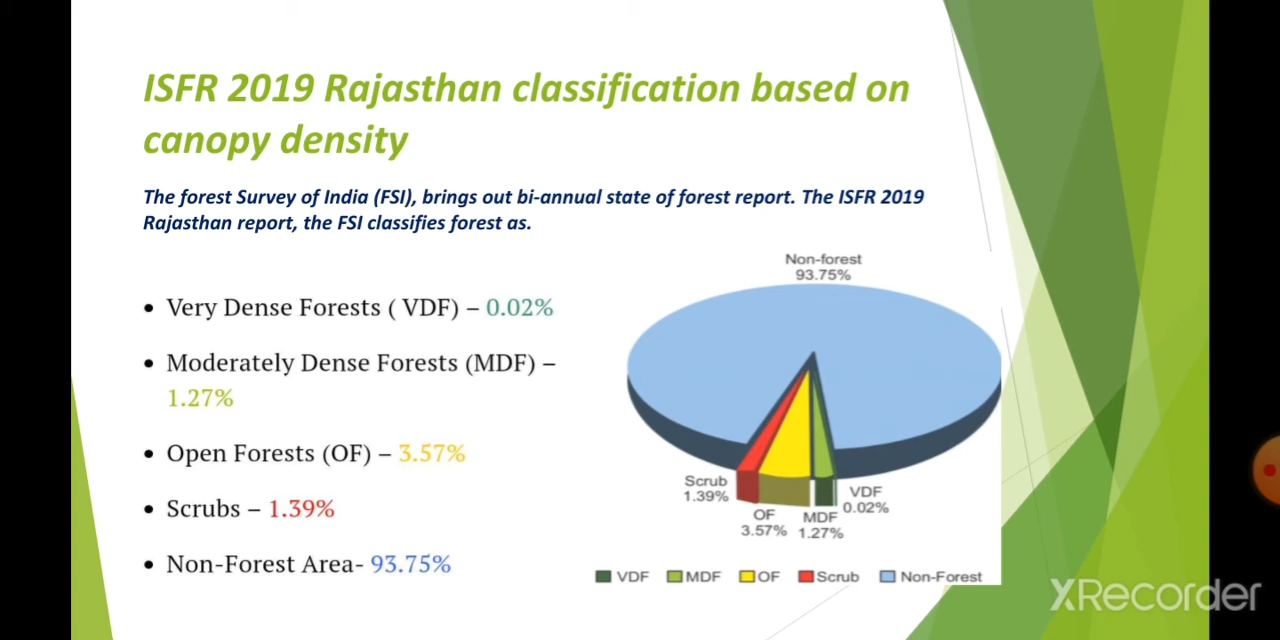 ISFR 2019 Rajasthan classification based on
canopy density
The forest Survey of India (FSI), brings out bi-annual state of forest report. The ISFR 2019
Rajasthan report, the FSI classifies forest as.
• Very Dense Forests ( VDF) – 0.02%
• Moderately Dense Forests (MDF) –
1.27%
• Open Forests (OF) – 3.57%
• Scrubs – 1.39%
• Non-Forest Area- 93.75%
Non-forest
93.75%
Scrub
1.39%
OF
3.57%
MDF
1.27%
VDF
0.02%
VDF MDF OF Scrub Non-Forest
XRecorder